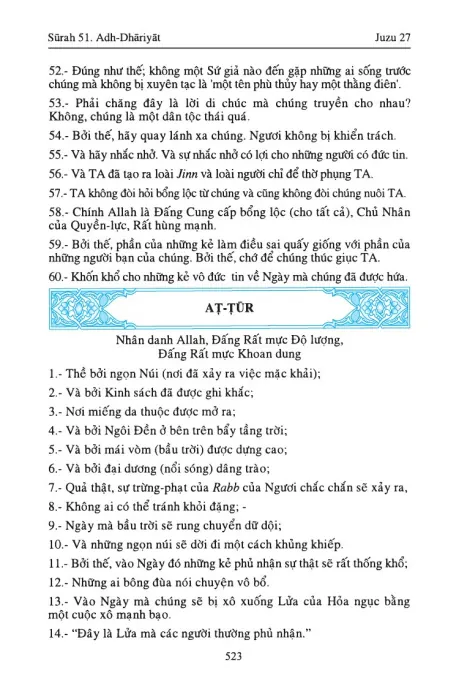 Sūrah 51. Adh-Dhāriyāt
Juzu 27
52.- Đúng như thế; không một Sứ giả nào đến gặp những ai sống trước
chúng mà không bị xuyên tạc là 'một tên phù thủy hay một thằng điên'.
53.- Phải chăng đây là lời di chúc mà chúng truyền cho nhau?
Không, chúng là một dân tộc thái quá.
54.- Bởi thế, hãy quay lánh xa chúng. Ngươi không bị khiển trách.
55.- Và hãy nhắc nhở. Và sự nhắc nhở có lợi cho những người có đức tin.
56.- Và TA đã tạo ra loài Jinn và loài người chỉ để thờ phụng TA.
57.- TA không đòi hỏi bổng lộc từ chúng và cũng không đòi chúng nuôi TA.
58.- Chính Allah là Đấng Cung cấp bổng lộc (cho tất cả), Chủ Nhân
của Quyền-lực, Rất hùng mạnh.
59.- Bởi thế, phần của những kẻ làm điều sai quấy giống với phần của
những người bạn của chúng. Bởi thế, chớ để chúng thúc giục TA.
60.- Khốn khổ cho những kẻ vô đức tin về Ngày mà chúng đã được hứa.
AṬ-ṬŪR
Nhân danh Allah, Đấng Rất mực Độ lượng,
Đấng Rất mực Khoan dung
1.- Thề bởi ngọn Núi (nơi đã xảy ra việc mặc khải);
2.- Và bởi Kinh sách đã được ghi khắc;
3.- Nơi miếng da thuộc được mở ra;
4.- Và bởi Ngôi Đền ở bên trên bẩy tầng trời;
5.- Và bởi mái vòm (bầu trời) được dựng cao;
6.- Và bởi đại dương (nổi sóng) dâng trào;
7.- Quả thật, sự trừng-phạt của Rabb của Ngươi chắc chắn sẽ xảy ra,
8.- Không ai có thể tránh khỏi đặng; -
9.- Ngày mà bầu trời sẽ rung chuyển dữ dội;
10.- Và những ngọn núi sẽ dời đi một cách khủng khiếp.
11.- Bởi thế, vào Ngày đó những kẻ phủ nhận sự thật sẽ rất thống khổ;
12.- Những ai bông đùa nói chuyện vô bổ.
13.- Vào Ngày mà chúng sẽ bị xô xuống Lửa của Hỏa ngục bằng
một cuộc xô mạnh bạo.
14.- “Đây là Lửa mà các người thường phủ nhận.”
523